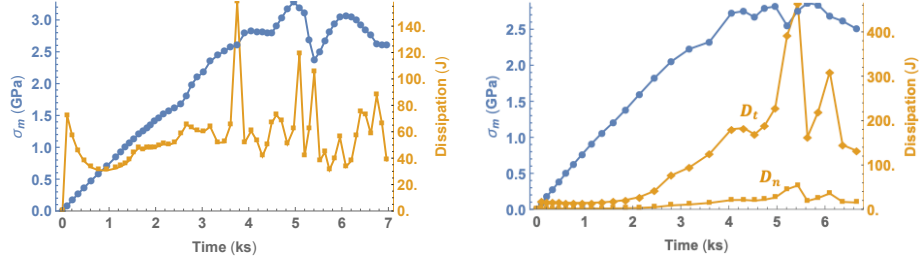 3.0
2.5
2.0
1.5
1.0
0.5
0.0
σm (GPa)
140.
120.
100.
80.
60.
40.
20.
0.
Dissipation (J)
0 1 2 3 4 5 6 7
Time (ks)
2.5
2.0
1.5
1.0
0.5
0.0
σm (GPa)
Dt
Dn
400.
300.
200.
100.
0.
Dissipation (J)
0 1 2 3 4 5 6
Time (ks)